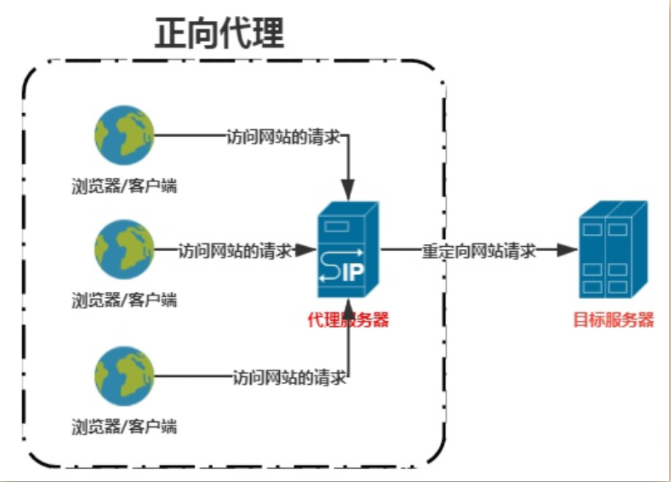 正向代理
访问网站的请求
浏览器/客户端
访问网站的请求
重定向网站请求
SIP
浏览器/客户端
代理服务器
目标服务器
访问网站的请求
浏览器/客户端